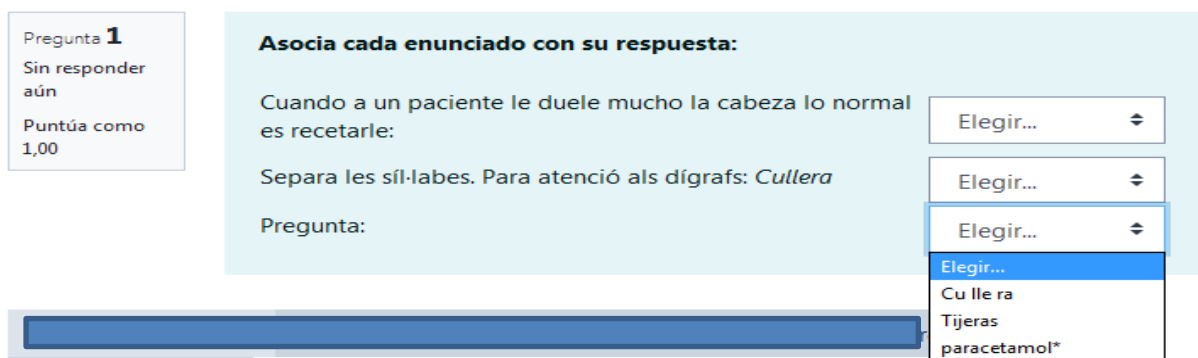 Pregunta 1
Sin responder
aún
Puntúa como
1,00
Asocia cada enunciado con su respuesta:
Cuando a un paciente le duele mucho la cabeza lo normal
es recetarle:
Elegir...
Separa les síl·labes. Para atenció als dígrafs: Cullera
Elegir...
Pregunta:
Elegir...
Elegir...
Cu lle ra
Tijeras
paracetamol*